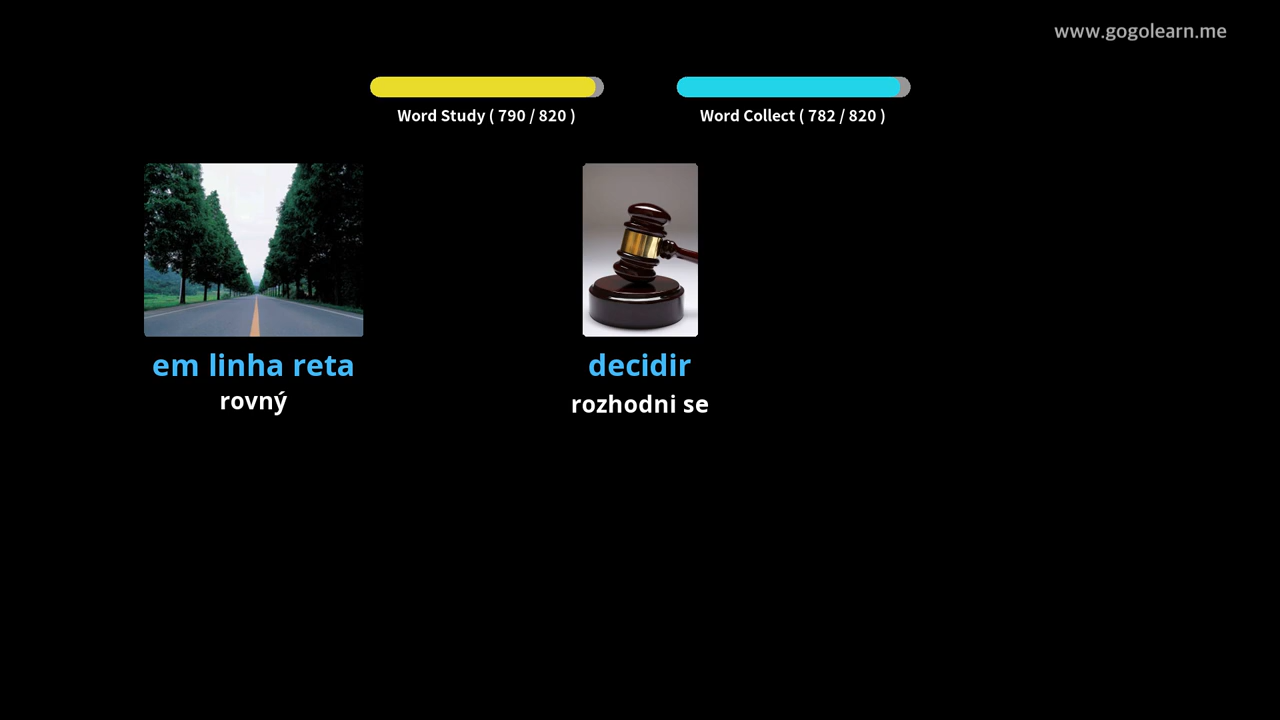 www.gogolearn.me
Word Study ( 790 / 820 )
Word Collect ( 782 / 820 )
em linha reta
rovný
decidir
rozhodni se